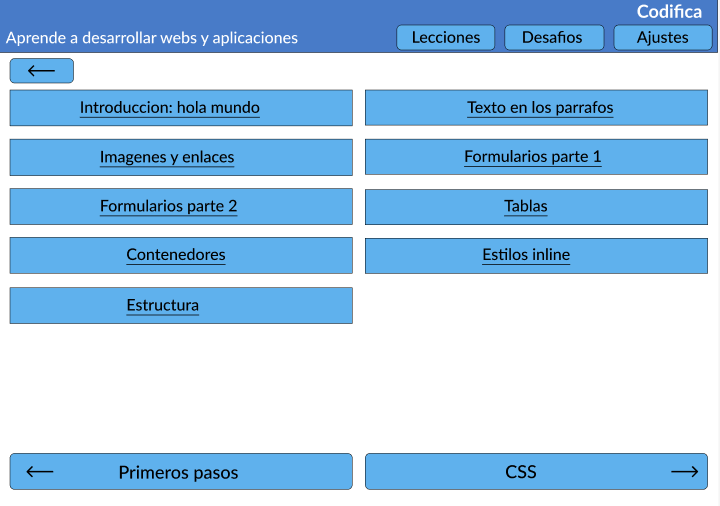 Codifica
Aprende a desarrollar webs y aplicaciones
Lecciones
Desafios
Ajustes
Introduccion: hola mundo
Texto en los parrafos
Imagenes y enlaces
Formularios parte 1
Formularios parte 2
Tablas
Contenedores
Estilos inline
Estructura
Primeros pasos
CSS